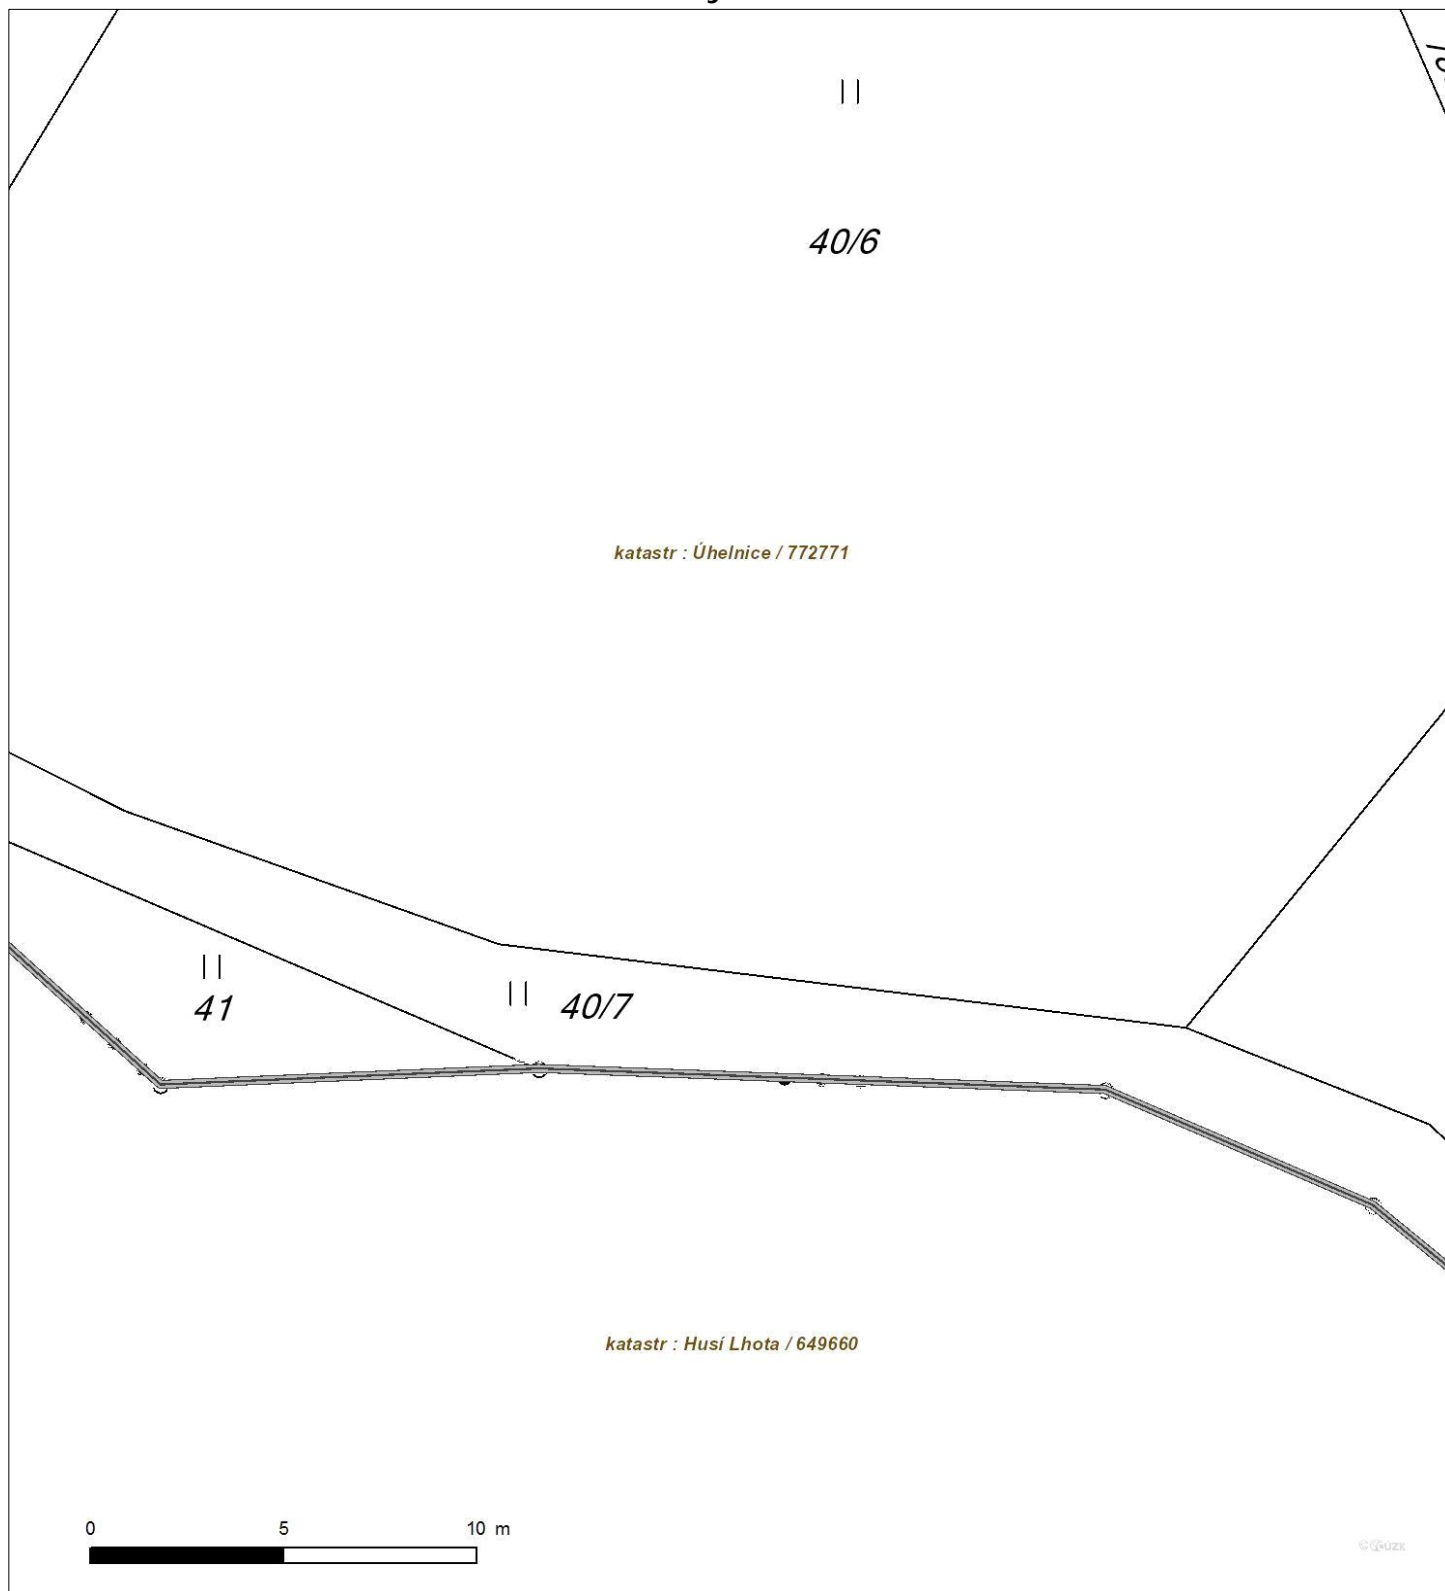 40/6
katastr : Úhelnice / 772771
41
40/7
katastr : Husí Lhota / 649660
0 5 10 m